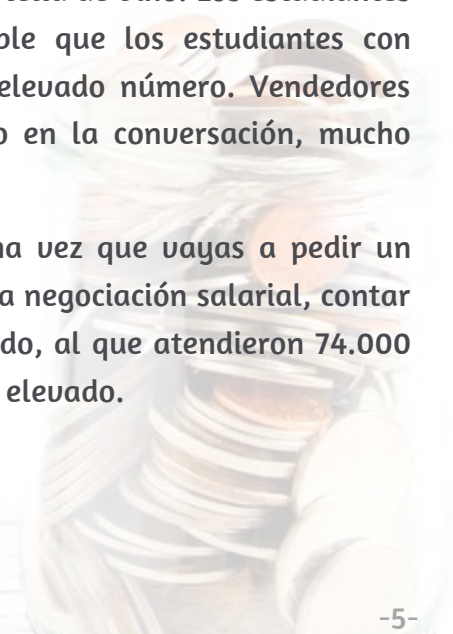 ble que los estudiantes con
elevado número. Vendedores
o en la conversación, mucho
na vez que vayas a pedir un
a negociación salarial, contar
do, al que atendieron 74.000
elevado.
-5-